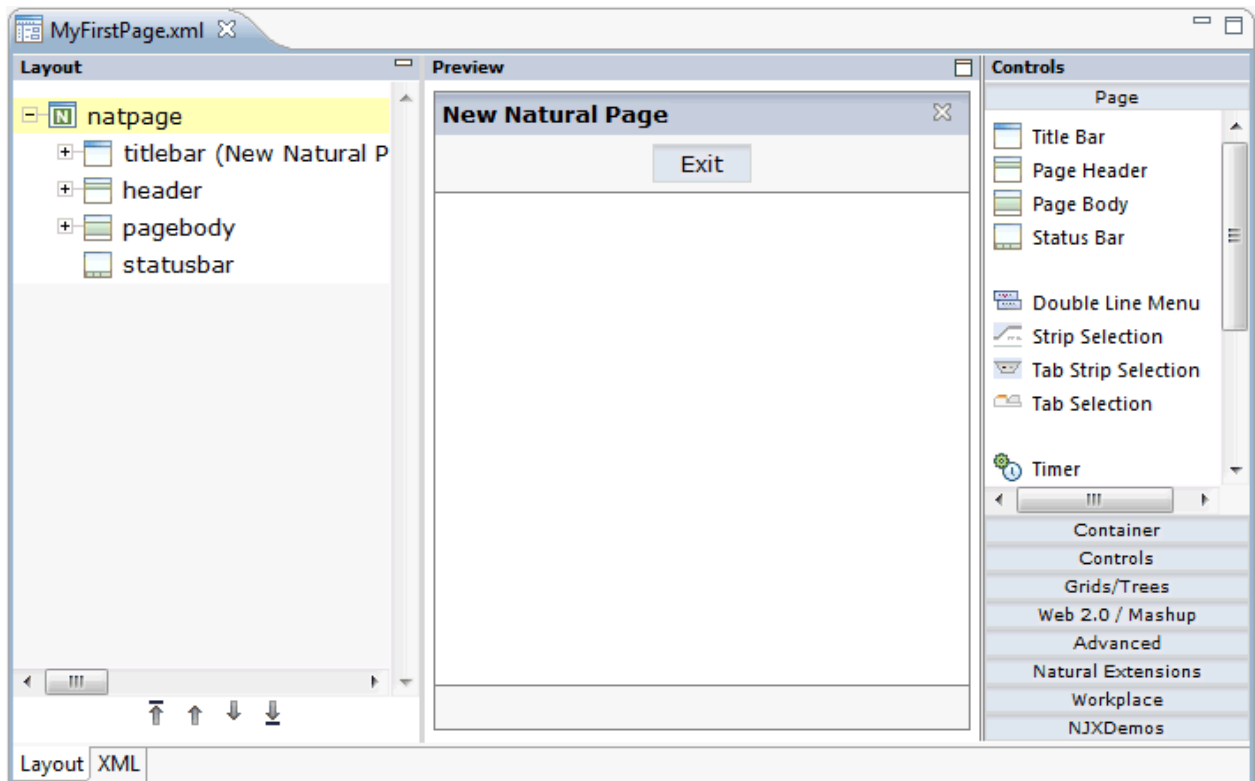 MyFirstPage.xml
Layout
natpage
titlebar (New Natural P
header
pagebody
statusbar
Preview
New Natural Page
Exit
Controls
Page
Title Bar
Page Header
Page Body
Status Bar
Double Line Menu
Strip Selection
Tab Strip Selection
Tab Selection
Timer
Container
Controls
Grids/Trees
Web 2.0 / Mashup
Advanced
Natural Extensions
Workplace
NJXDemos
Layout XML